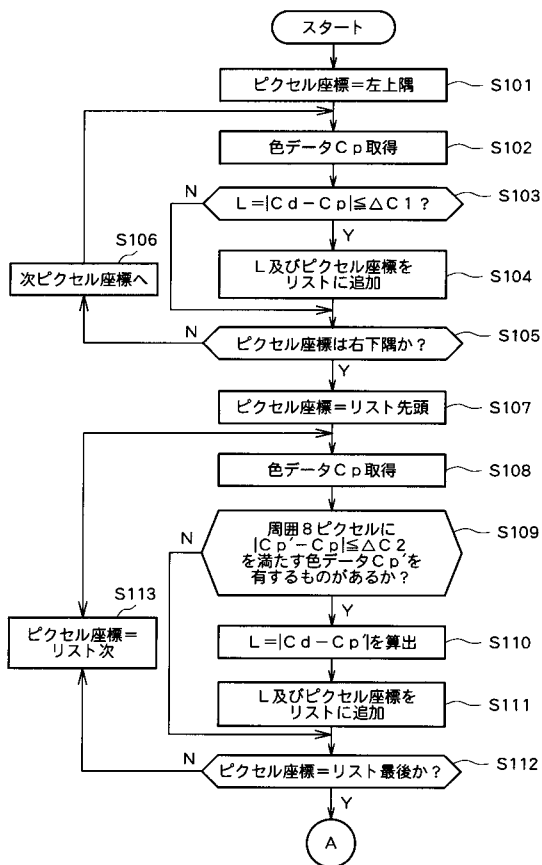 スタート
ピクセル座標=左上隅
S101
色データCp取得
S102
N
L=|Cd-Cp|≦△C1?
S103
Y
S106
次ピクセル座標へ
L及びピクセル座標を
リストに追加
S104
N
ピクセル座標は右下隅か?
S105
Y
ピクセル座標=リスト先頭
S107
色データCp取得
S108
N
周囲8ピクセルに
|Cp′-Cp|≦△C2
を満たす色データCp′を
有するものがあるか?
S109
Y
S113
ピクセル座標=
リスト次
L=|Cd-Cp′|を算出
S110
L及びピクセル座標を
リストに追加
S111
N
ピクセル座標=リスト最後か?
S112
Y
A